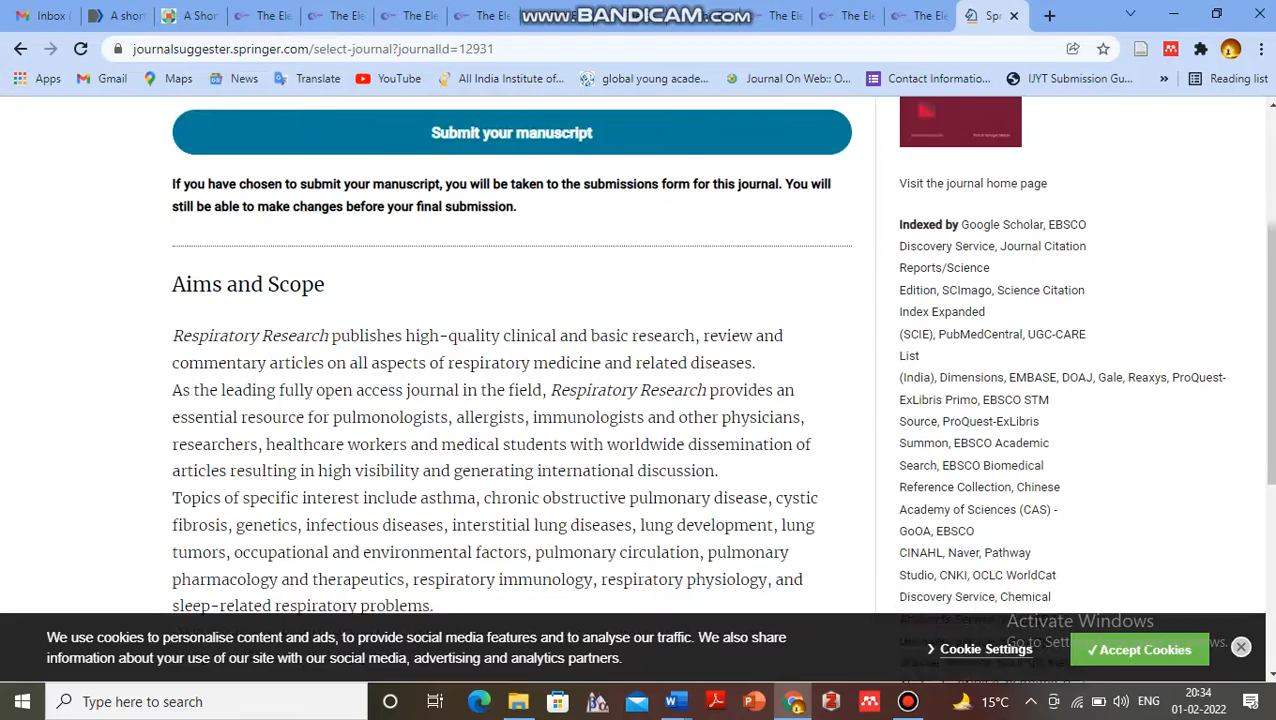 The Ele
The Ele
The Ele
The Ele
The Ele
The Ele
The Ele
www.BANDICAM.com
Inbox
A short
A short
Spr
journalsuggester.springer.com/select-journal?journalId=12931
Apps
Gmail
Maps
News
Translate
YouTube
All India Institute of...
global young acade...
Journal On Web:: O...
Contact Informatio...
IJYT Submission Gu...
»
Reading list
Submit your manuscript
If you have chosen to submit your manuscript, you will be taken to the submissions form for this journal. You will
still be able to make changes before your final submission.
Aims and Scope
Respiratory Research publishes high-quality clinical and basic research, review and
commentary articles on all aspects of respiratory medicine and related diseases.
As the leading fully open access journal in the field, Respiratory Research provides an
essential resource for pulmonologists, allergists, immunologists and other physicians,
researchers, healthcare workers and medical students with worldwide dissemination of
articles resulting in high visibility and generating international discussion.
Topics of specific interest include asthma, chronic obstructive pulmonary disease, cystic
fibrosis, genetics, infectious diseases, interstitial lung diseases, lung development, lung
tumors, occupational and environmental factors, pulmonary circulation, pulmonary
pharmacology and therapeutics, respiratory immunology, respiratory physiology, and
sleep-related respiratory problems.
Visit the journal home page
Indexed by Google Scholar, EBSCO
Discovery Service, Journal Citation
Reports/Science
Edition, SCImago, Science Citation
Index Expanded
(SCIE), PubMedCentral, UGC-CARE
List
(India), Dimensions, EMBASE, DOAJ, Gale, Reaxys, ProQuest-
ExLibris Primo, EBSCO STM
Source, ProQuest-ExLibris
Summon, EBSCO Academic
Search, EBSCO Biomedical
Reference Collection, Chinese
Academy of Sciences (CAS) -
GoOA, EBSCO
CINAHL, Naver, Pathway
Studio, CNKI, OCLC WorldCat
Discovery Service, Chemical
Activate Windows
Go to Sett
We use cookies to personalise content and ads, to provide social media features and to analyse our traffic. We also share
information about your use of our site with our social media, advertising and analytics partners.
❯ Cookie Settings
✓Accept Cookies
Type here to search
15°C
ENG
20:34
01-02-2022